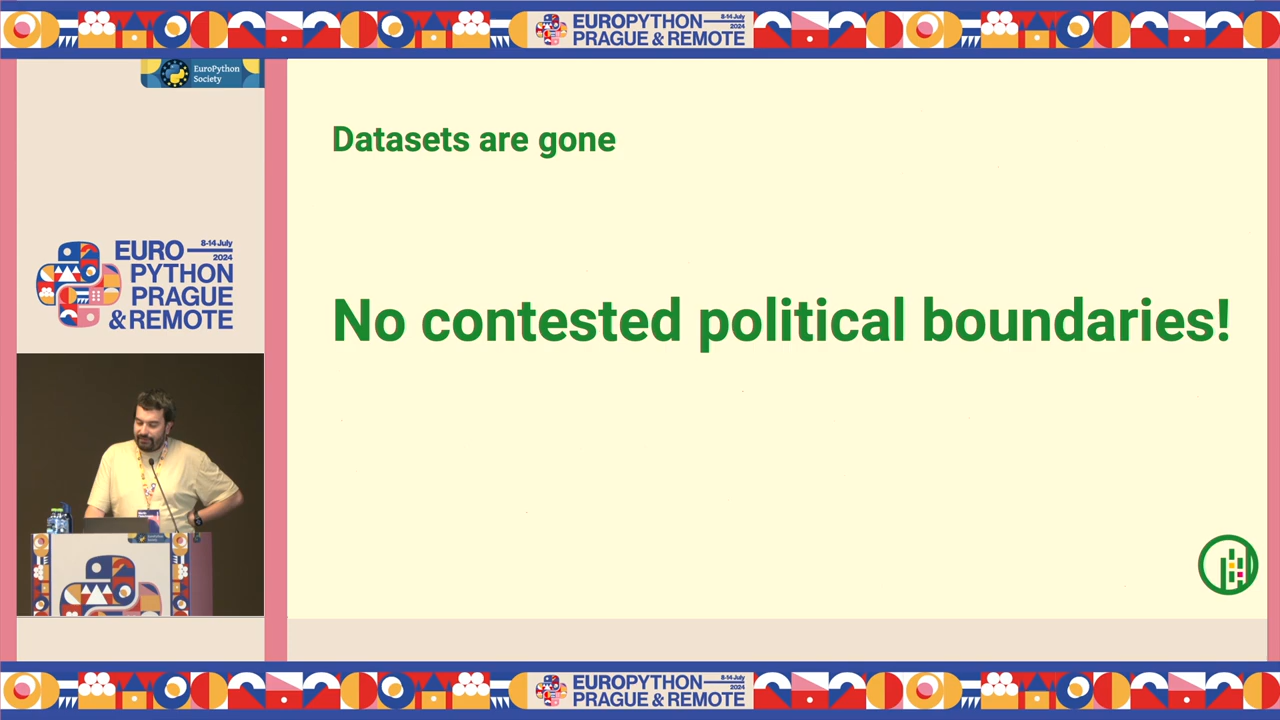 EUROPYTHON 8-14 July
PRAGUE & REMOTE 2024
EuroPython
Society
Datasets are gone
EURO 8-14 July
2024
PYTHON
PRAGUE
& REMOTE
No contested political boundaries!
EUROPYTHON 8-14 July
PRAGUE & REMOTE 2024